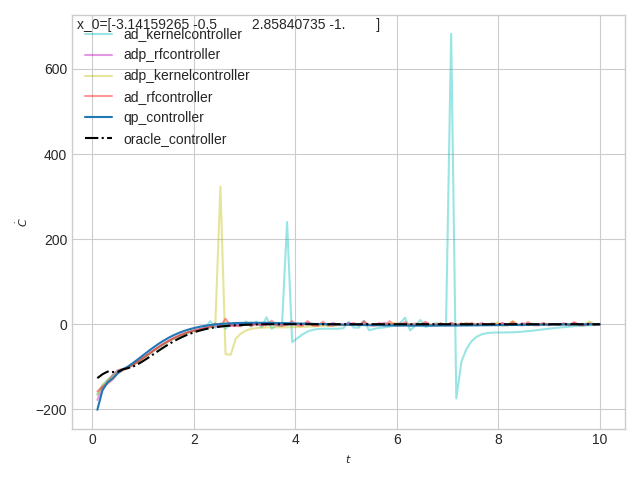 x_0=[-3.14159265 -0.5 2.85840735 -1. ]
ad_kernelcontroller
adp_rfcontroller
adp_kernelcontroller
ad_rfcontroller
qp_controller
oracle_controller
600
400
200
0
−200
Ċ
0 2 4 6 8 10
t